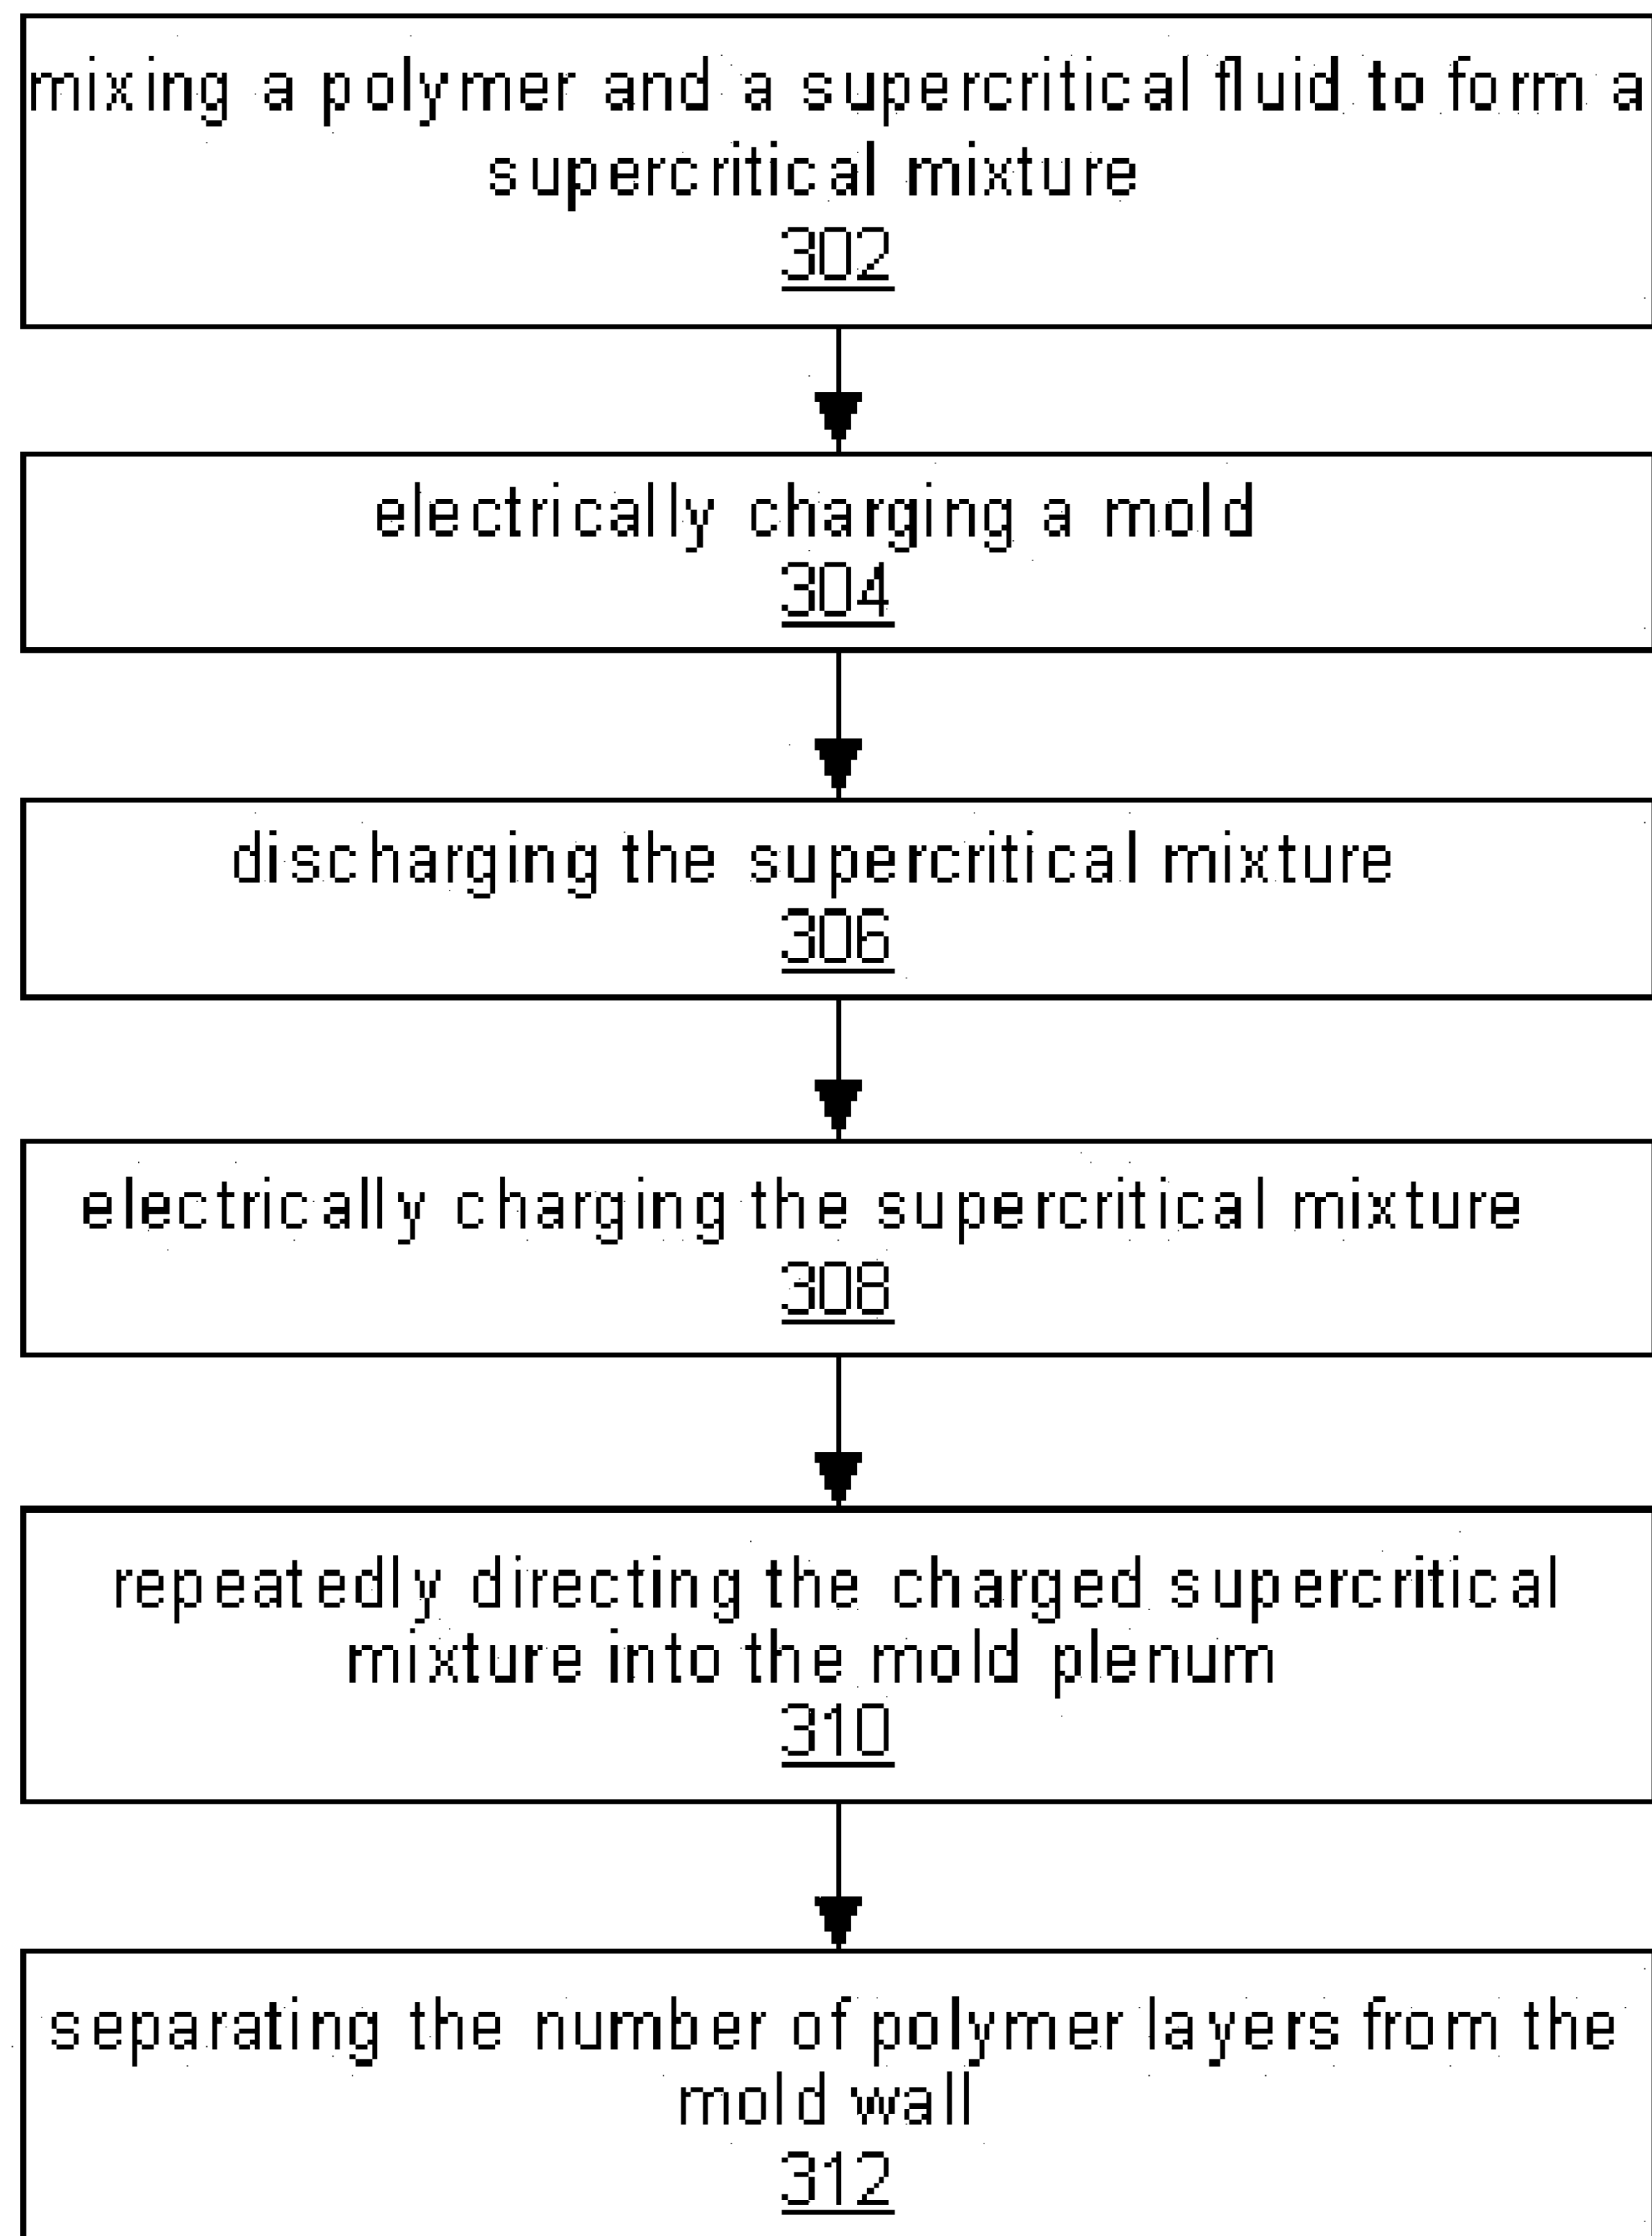 mixing a polymer and a supercritical fluid to form a
supercritical mixture
302
electrically charging a mold
304
discharging the supercritical mixture
306
electrically charging the supercritical mixture
308
repeatedly directing the charged supercritical
mixture into the mold plenum
310
separating the number of polymer layers from the
mold wall
312